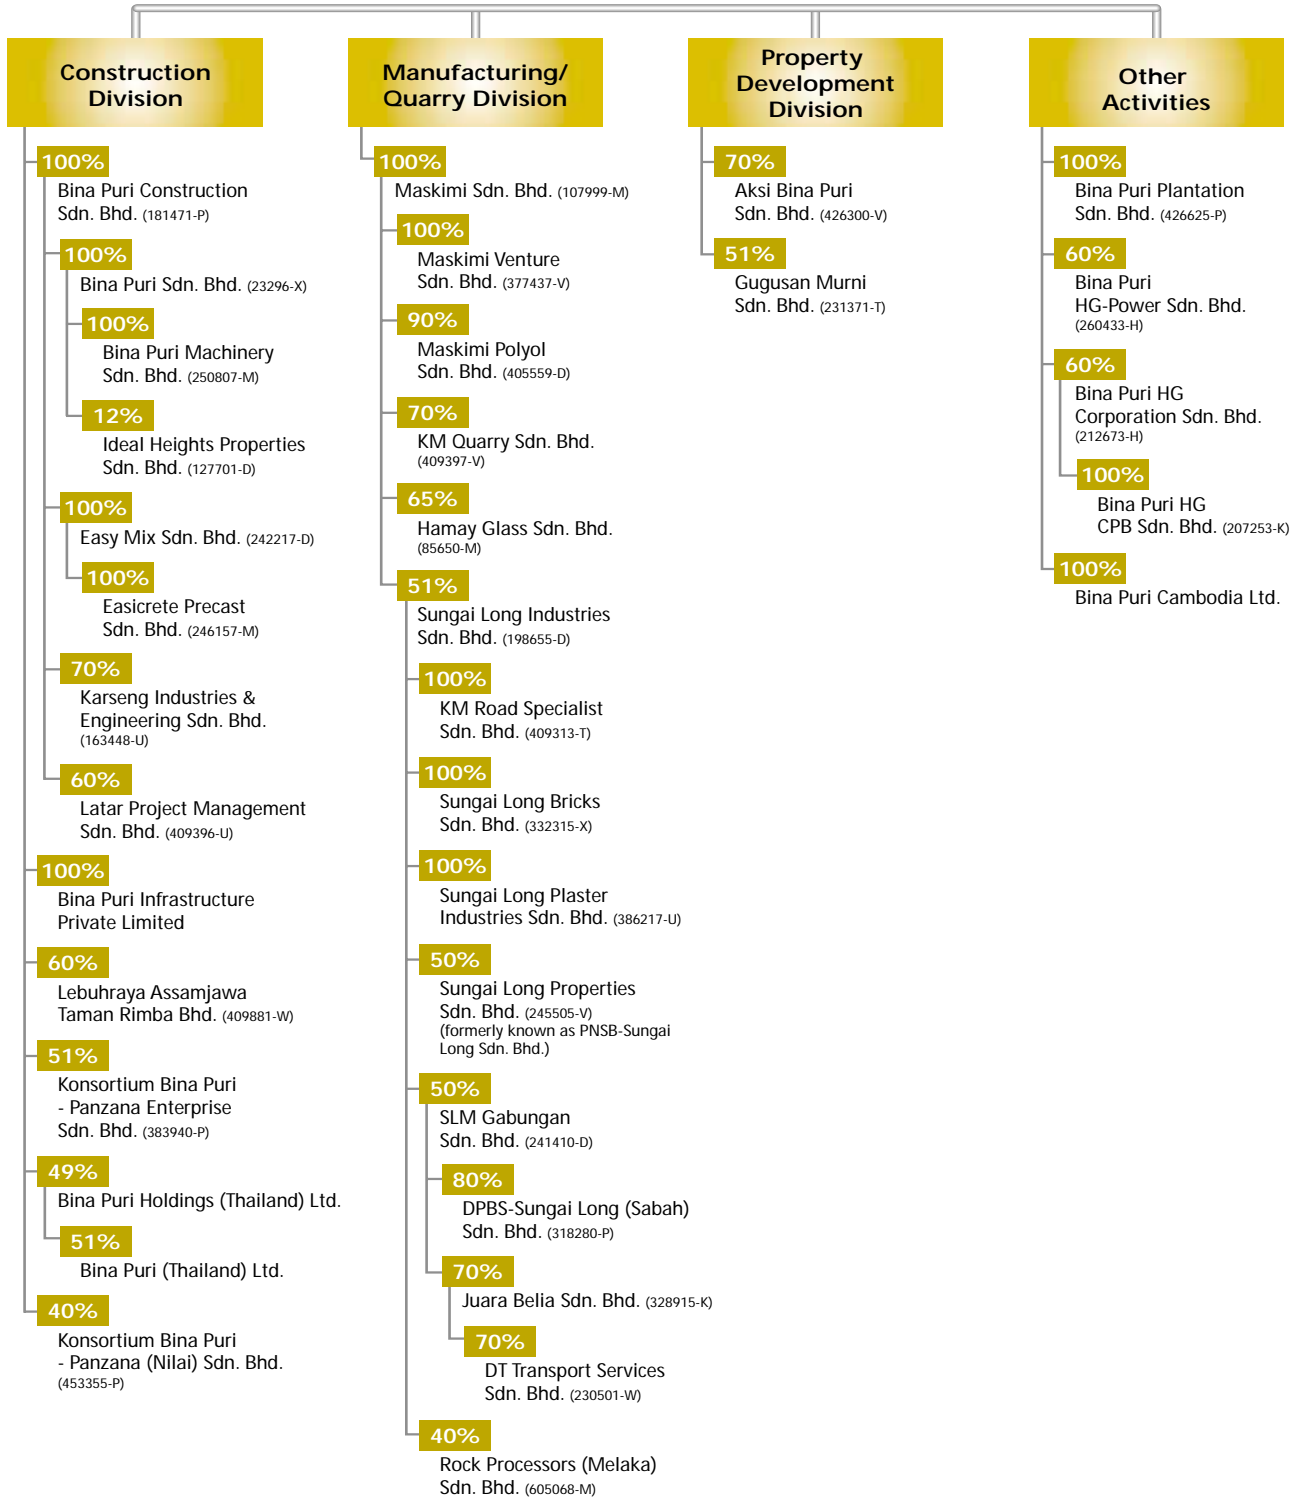 Construction
Division
100%
Bina Puri Construction
Sdn. Bhd. (181471-P)
100%
Bina Puri Sdn. Bhd. (23296-X)
100%
Bina Puri Machinery
Sdn. Bhd. (250807-M)
12%
Ideal Heights Properties
Sdn. Bhd. (127701-D)
100%
Easy Mix Sdn. Bhd. (242217-D)
100%
Easicrete Precast
Sdn. Bhd. (246157-M)
70%
Karseng Industries &
Engineering Sdn. Bhd.
(163448-U)
60%
Latar Project Management
Sdn. Bhd. (409396-U)
100%
Bina Puri Infrastructure
Private Limited
60%
Lebuhraya Assamjawa
Taman Rimba Bhd. (409881-W)
51%
Konsortium Bina Puri
- Panzana Enterprise
Sdn. Bhd. (383940-P)
49%
Bina Puri Holdings (Thailand) Ltd.
51%
Bina Puri (Thailand) Ltd.
40%
Konsortium Bina Puri
- Panzana (Nilai) Sdn. Bhd.
(453355-P)
Manufacturing/
Quarry Division
100%
Maskimi Sdn. Bhd. (107999-M)
100%
Maskimi Venture
Sdn. Bhd. (377437-V)
90%
Maskimi Polyol
Sdn. Bhd. (405559-D)
70%
KM Quarry Sdn. Bhd.
(409397-V)
65%
Hamay Glass Sdn. Bhd.
(85650-M)
51%
Sungai Long Industries
Sdn. Bhd. (198655-D)
100%
KM Road Specialist
Sdn. Bhd. (409313-T)
100%
Sungai Long Bricks
Sdn. Bhd. (332315-X)
100%
Sungai Long Plaster
Industries Sdn. Bhd. (386217-U)
50%
Sungai Long Properties
Sdn. Bhd. (245505-V)
(formerly known as PNSB-Sungai
Long Sdn. Bhd.)
50%
SLM Gabungan
Sdn. Bhd. (241410-D)
80%
DPBS-Sungai Long (Sabah)
Sdn. Bhd. (318280-P)
70%
Juara Belia Sdn. Bhd. (328915-K)
70%
DT Transport Services
Sdn. Bhd. (230501-W)
40%
Rock Processors (Melaka)
Sdn. Bhd. (605068-M)
Property
Development
Division
70%
Aksi Bina Puri
Sdn. Bhd. (426300-V)
51%
Gugusan Murni
Sdn. Bhd. (231371-T)
Other
Activities
100%
Bina Puri Plantation
Sdn. Bhd. (426625-P)
60%
Bina Puri
HG-Power Sdn. Bhd.
(260433-H)
60%
Bina Puri HG
Corporation Sdn. Bhd.
(212673-H)
100%
Bina Puri HG
CPB Sdn. Bhd. (207253-K)
100%
Bina Puri Cambodia Ltd.